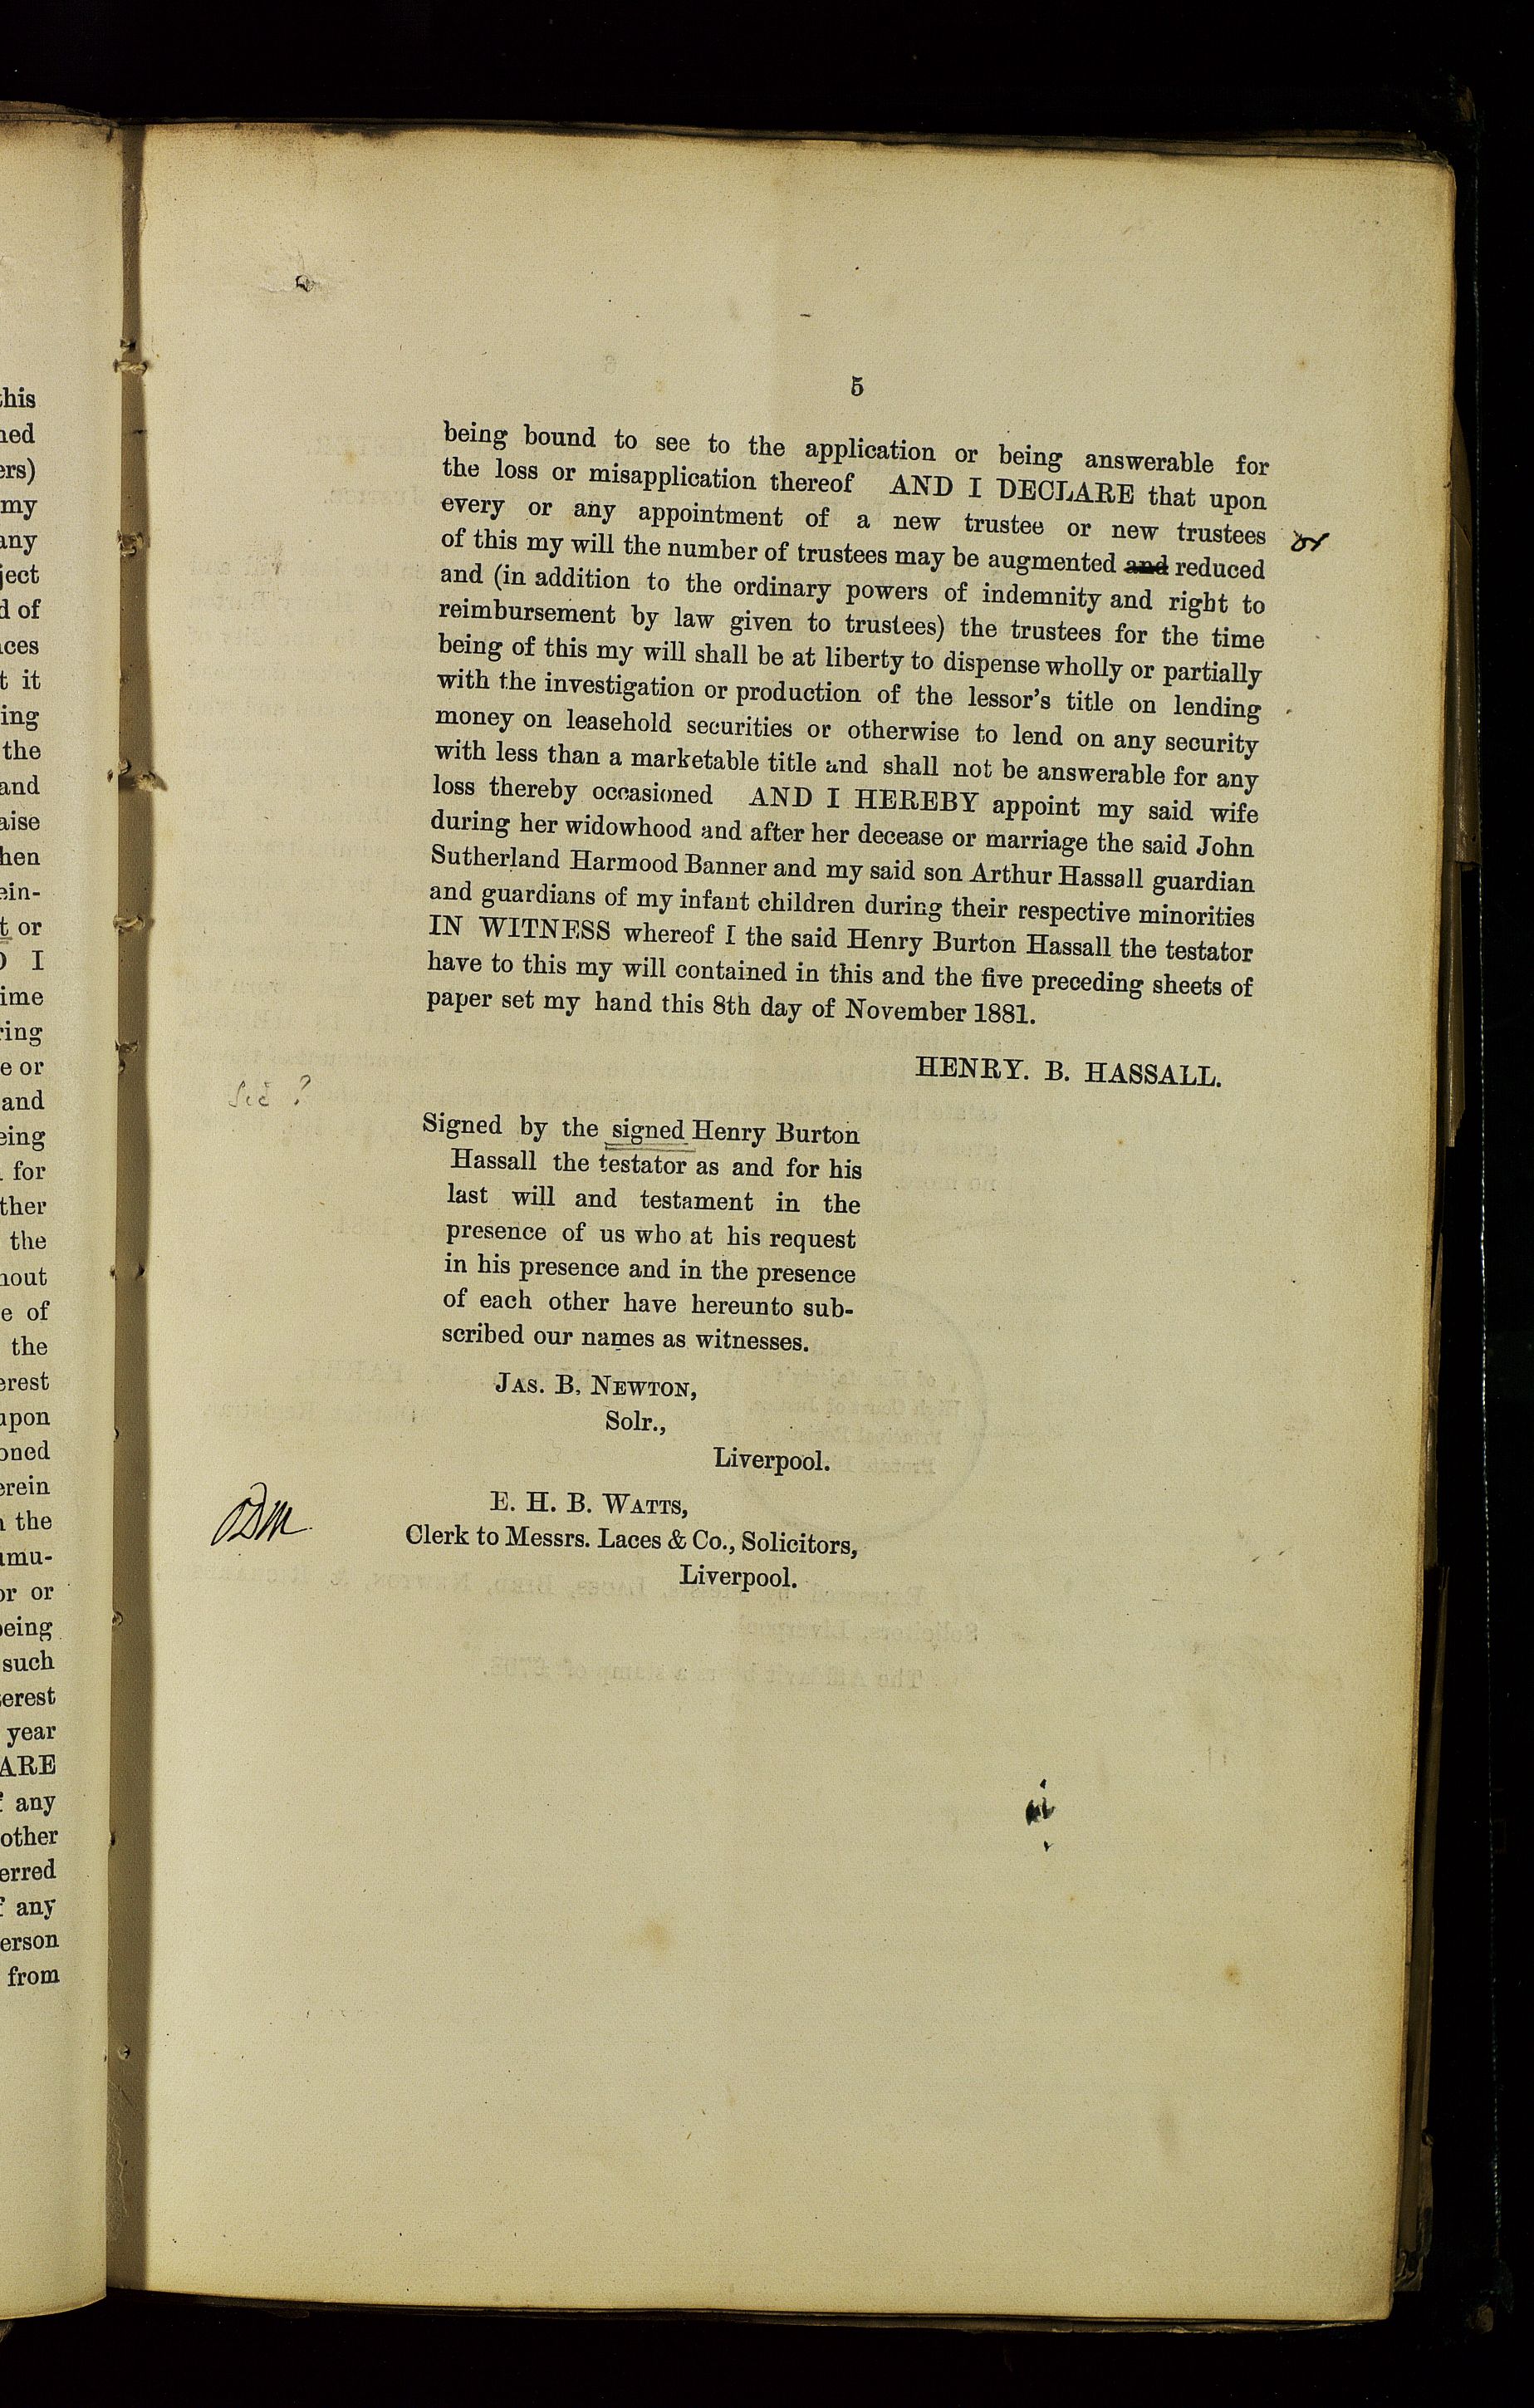 5
being bound to see to the application or being answerable for
the loss or misapplication thereof AND I DECLARE that upon
every or any appointment of a new trustee or new trustees
of this my will the number of trustees may be augmented and reduced or
and (in addition to the ordinary powers of indemnity and right to
reimbursement by law given to trustees) the trustees for the time
being of this my will shall be at liberty to dispense wholly or partially
with the investigation or production of the lessor's title on lending
money on leasehold securities or otherwise to lend on any security
with less than a marketable title and shall not be answerable for any
loss thereby occasioned AND I HEREBY appoint my said wife
during her widowhood and after her decease or marriage the said John
Sutherland Harmood Banner and my said son Arthur Hassall guardian
and guardians of my infant children during their respective minorities
IN WITNESS whereof I the said Henry Burton Hassall the testator
have to this my will contained in this and the five preceding sheets of
paper set my hand this 8th day of November 1881.
HENRY. B. HASSALL.
Sic ?
Signed by the signed Henry Burton
Hassall the testator as and for his
last will and testament in the
presence of us who at his request
in his presence and in the presence
of each other have hereunto sub-
scribed our names as witnesses.
JAS. B. NEWTON,
Solr.,
Liverpool.
E. H. B. WATTS,
Clerk to Messrs. Laces & Co., Solicitors,
Liverpool.